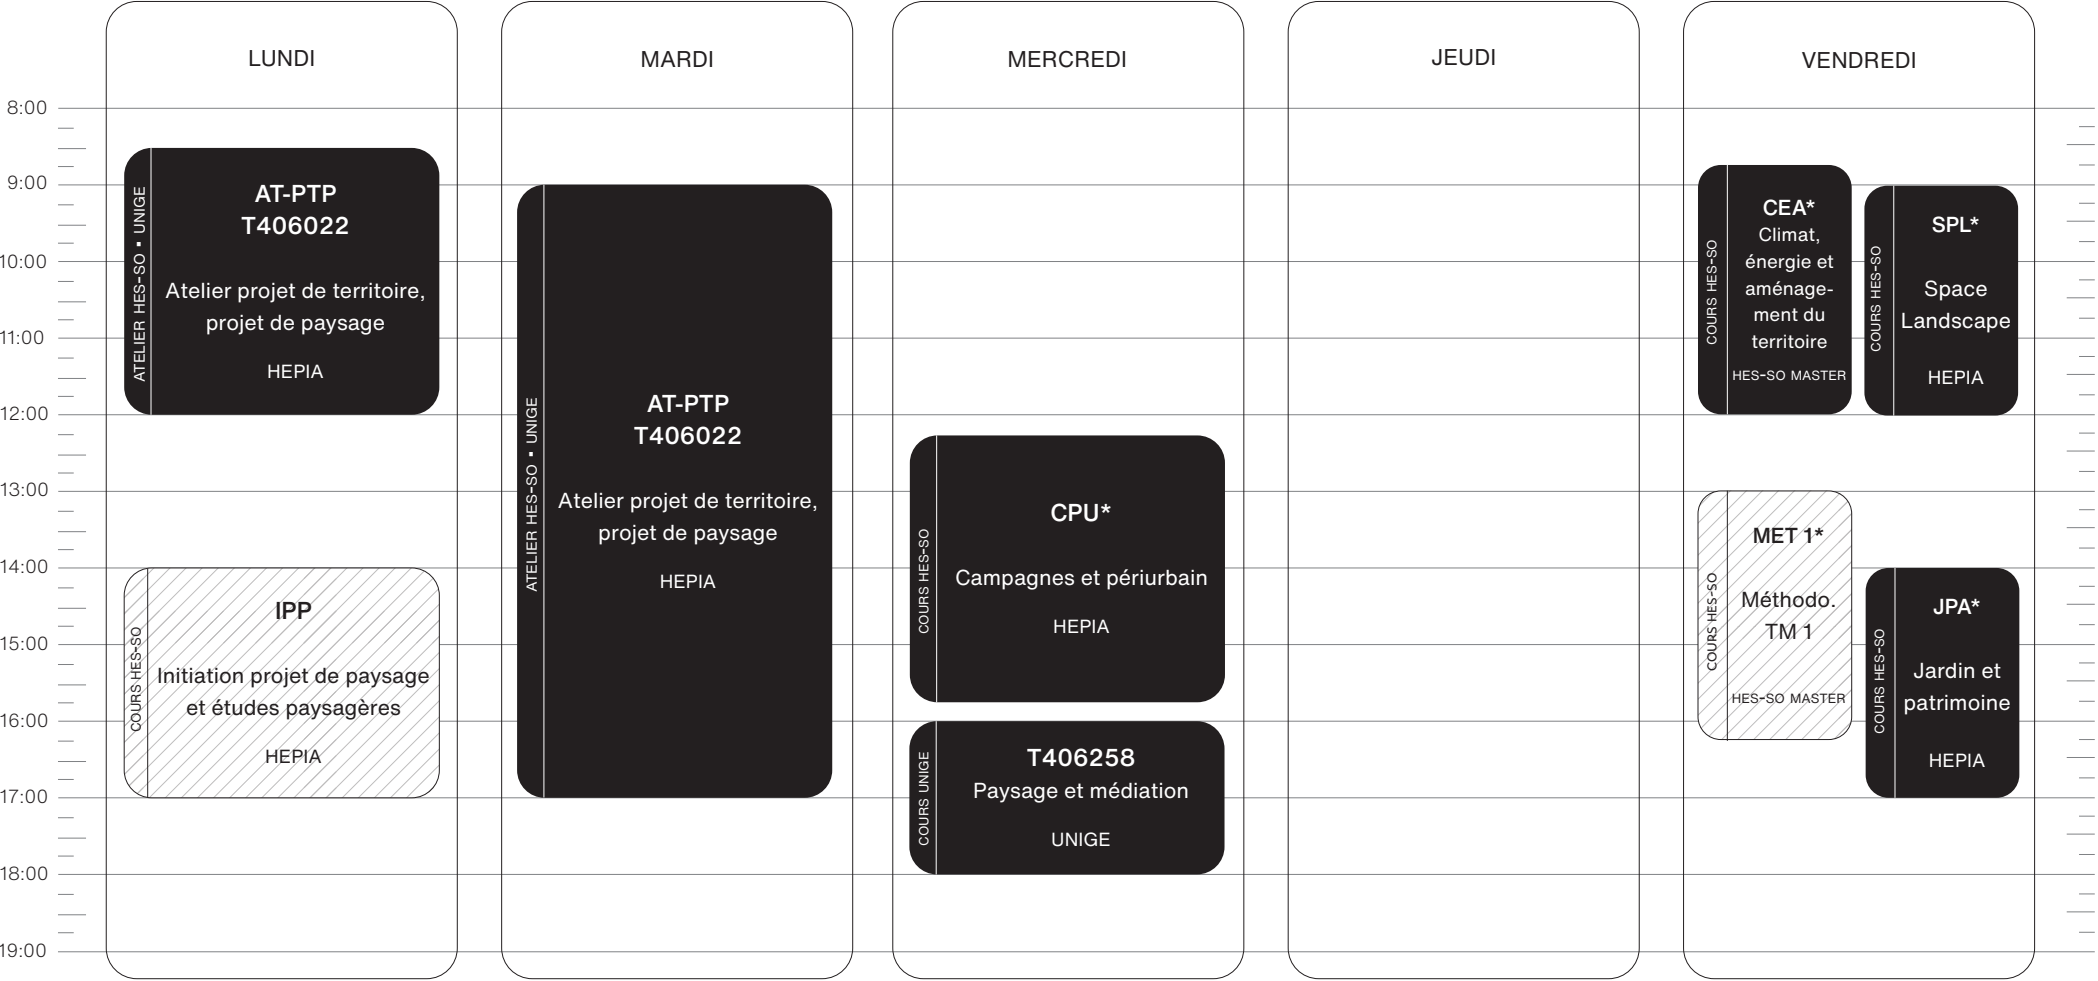 LUNDI
MARDI
MERCREDI
JEUDI
VENDREDI
8:00
9:00
10:00
11:00
12:00
13:00
14:00
15:00
16:00
17:00
18:00
19:00
ATELIER HES-SO ▪ UNIGE
AT-PTP
T406022
Atelier projet de territoire,
projet de paysage
HEPIA
COURS HES-SO
IPP
Initiation projet de paysage
et études paysagères
HEPIA
ATELIER HES-SO ▪ UNIGE
AT-PTP
T406022
Atelier projet de territoire,
projet de paysage
HEPIA
COURS HES-SO
CPU*
Campagnes et périurbain
HEPIA
COURS UNIGE
T406258
Paysage et médiation
UNIGE
COURS HES-SO
CEA*
Climat,
énergie et
aménage-
ment du
territoire
HES-SO MASTER
COURS HES-SO
SPL*
Space
Landscape
HEPIA
COURS HES-SO
MET 1*
Méthodo.
TM 1
HES-SO MASTER
COURS HES-SO
JPA*
Jardin et
patrimoine
HEPIA